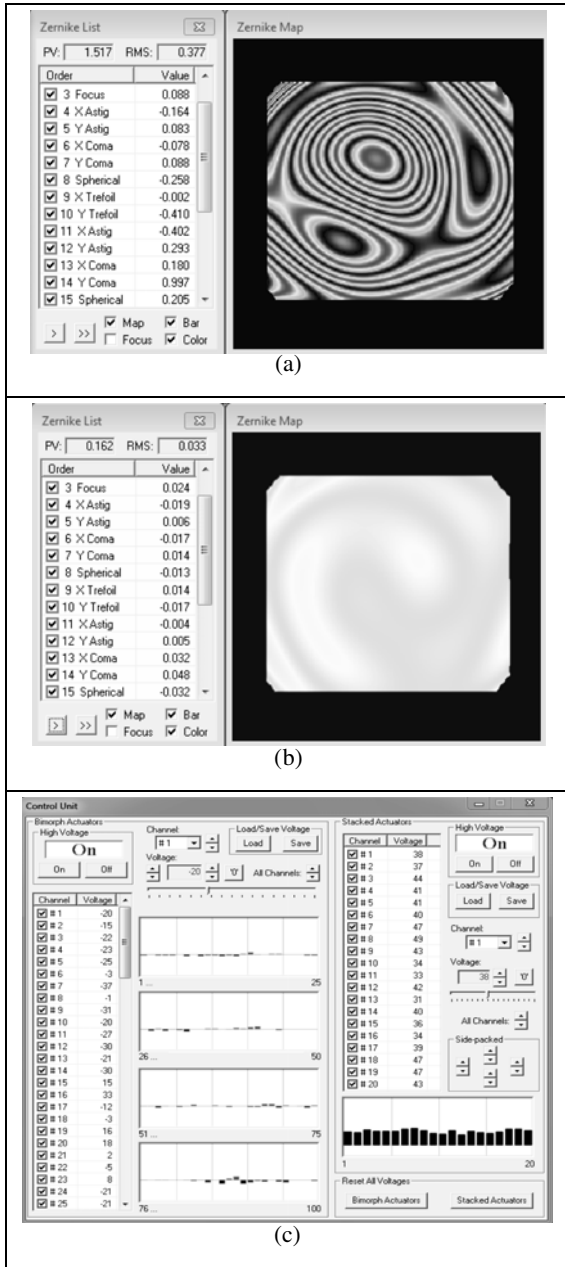 Zernike List
Zernike Map
PV: 1.517 RMS: 0.377
Order Value
3 Focus 0.088
4 X Astig -0.164
5 Y Astig 0.083
6 X Coma -0.078
7 Y Coma 0.088
8 Spherical -0.258
9 X Trefoil -0.002
10 Y Trefoil -0.410
11 X Astig -0.402
12 Y Astig 0.293
13 X Coma 0.180
14 Y Coma 0.997
15 Spherical 0.205
> >> Map Bar
Focus Color
(a)
Zernike List
Zernike Map
PV: 0.162 RMS: 0.033
Order Value
3 Focus 0.024
4 X Astig -0.019
5 Y Astig 0.006
6 X Coma -0.017
7 Y Coma 0.014
8 Spherical -0.013
9 X Trefoil 0.014
10 Y Trefoil -0.017
11 X Astig -0.004
12 Y Astig 0.005
13 X Coma 0.032
14 Y Coma 0.048
15 Spherical -0.032
> >> Map Bar
Focus Color
(b)
Control Unit
Bimorph Actuators
High Voltage
On
On Off
Channel:
# 1
Load/Save Voltage
Load Save
Voltage:
-20 '0' All Channels:
Channel Voltage
# 1 -20
# 2 -15
# 3 -22
# 4 -23
# 5 -25
# 6 -3
# 7 -37
# 8 -1
# 9 -31
# 10 -20
# 11 -27
# 12 -30
# 13 -21
# 14 -30
# 15 15
# 16 33
# 17 -12
# 18 -3
# 19 16
# 20 18
# 21 2
# 22 -5
# 23 8
# 24 -21
# 25 -21
1 ... 25
26 ... 50
51 ... 75
76 ... 100
Stacked Actuators
Channel Voltage
# 1 38
# 2 37
# 3 44
# 4 41
# 5 41
# 6 40
# 7 47
# 8 49
# 9 43
# 10 34
# 11 33
# 12 42
# 13 31
# 14 40
# 15 36
# 16 34
# 17 39
# 18 47
# 19 47
# 20 43
High Voltage
On
On Off
Load/Save Voltage
Load Save
Channel:
# 1
Voltage:
38 '0'
All Channels:
Side-packed
1 20
Reset All Voltages
Bimorph Actuators Stacked Actuators
(c)